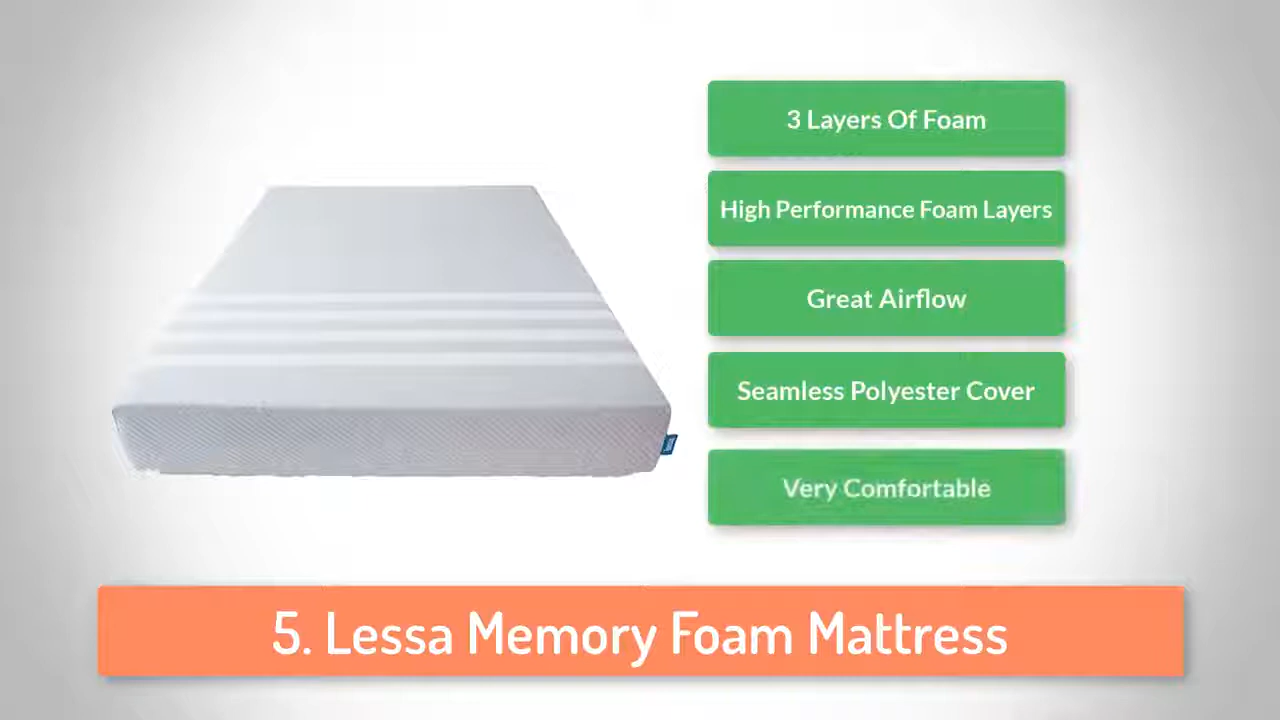 3 Layers Of Foam
High Performance Foam Layers
Great Airflow
Seamless Polyester Cover
Very Comfortable
5. Lessa Memory Foam Mattress